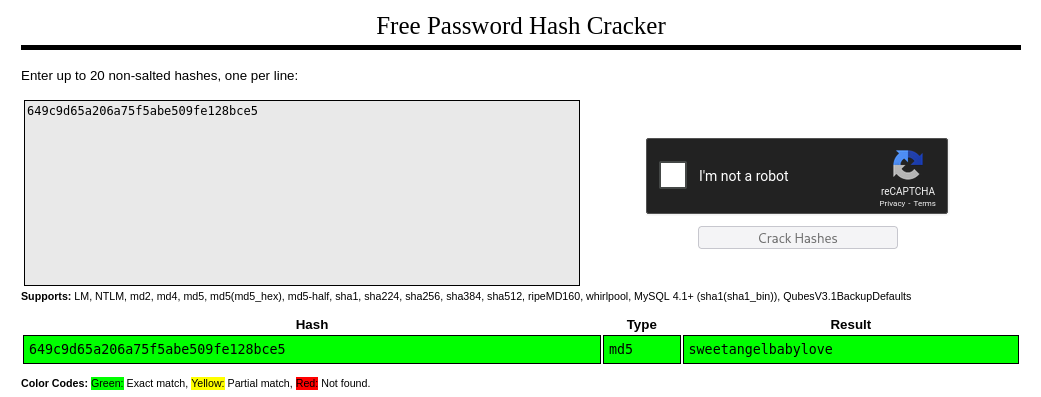 Free Password Hash Cracker
Enter up to 20 non-salted hashes, one per line:
649c9d65a206a75f5abe509fe128bce5
I'm not a robot
reCAPTCHA
Privacy - Terms
Crack Hashes
Supports: LM, NTLM, md2, md4, md5, md5(md5_hex), md5-half, sha1, sha224, sha256, sha384, sha512, ripeMD160, whirlpool, MySQL 4.1+ (sha1(sha1_bin)), QubesV3.1BackupDefaults
Hash Type Result
649c9d65a206a75f5abe509fe128bce5 md5 sweetangelbabylove
Color Codes: Green: Exact match, Yellow: Partial match, Red: Not found.